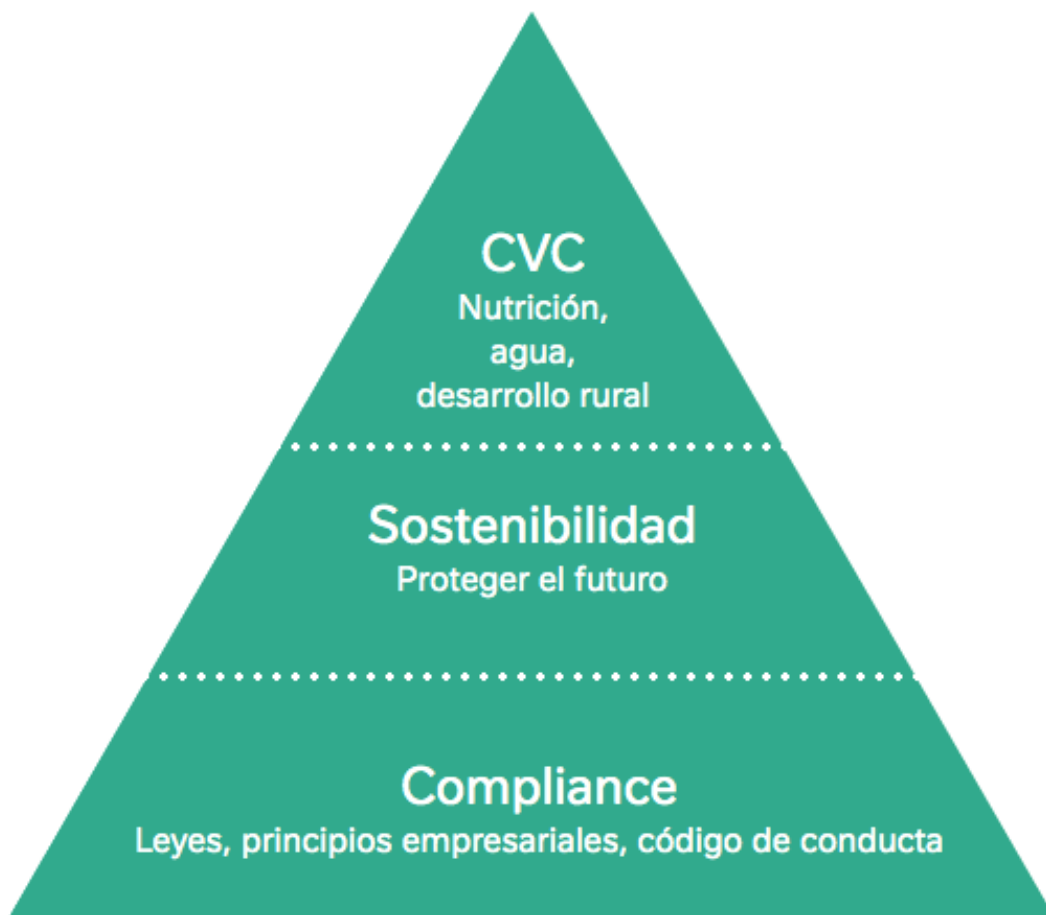 CVC
Nutrición,
agua,
desarrollo rural
Sostenibilidad
Proteger el futuro
Compliance
Leyes, principios empresariales, código de conducta